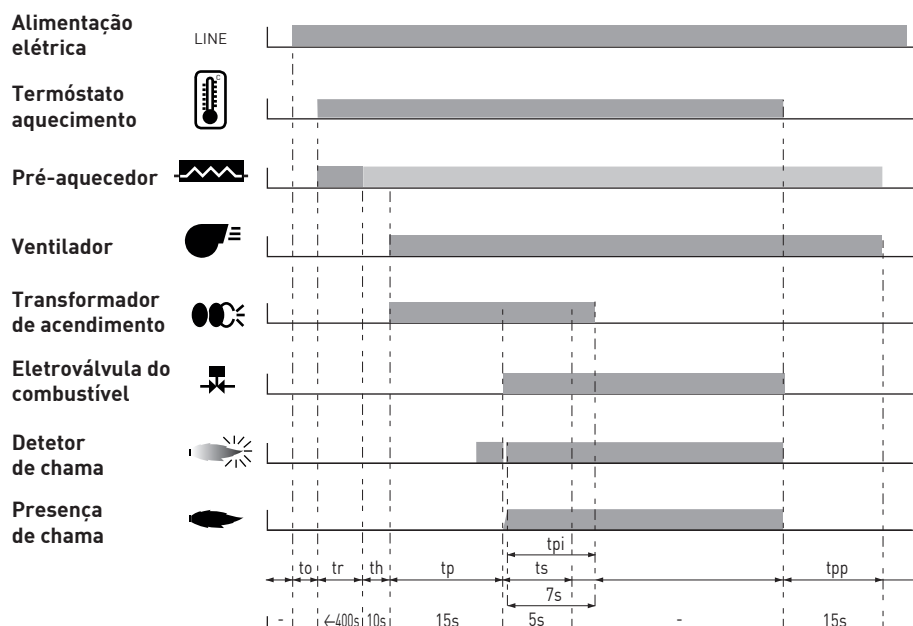 Alimentação
elétrica
LINE
Termóstato
aquecimento
C
Pré-aquecedor
Ventilador
Transformador
de acendimento
Eletroválvula do
combustível
Detetor
de chama
Presença
de chama
tpi
to tr th tp ts tpp
7s
- <400s 10s 15s 5s - 15s